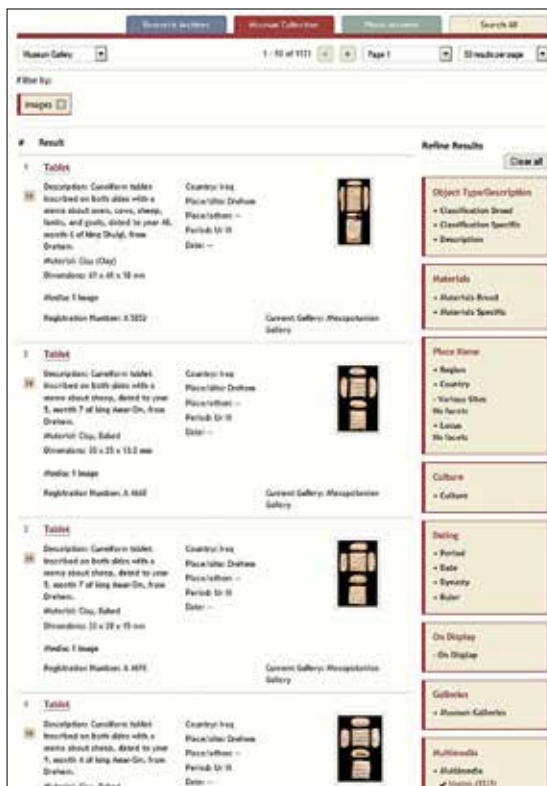 Research Archives Museum Collection Photo Archives Search All
Museum Gallery 1 - 50 of 1123 Page 1 50 results per page
Filter by:
Images
# Result
Refine Results
Clear all
1 Tablet
Description: Cuneiform tablet
inscribed on both sides with a
memo about oxen, cows, sheep,
lambs, and goats, dated to year 48,
month 6 of king Shulgi, from
Drehem.
Material: Clay (Clay)
Dimensions:
Media: 1 Image
Registration Number:
Country: Iraq
Place/site: Drehem
Place/other: --
Period: Ur III
Date: --
Current Gallery: Mesopotamian
Gallery
2 Tablet
Description: Cuneiform tablet
inscribed on both sides with a
memo about sheep, dated to year
5, month 7 of king Amar-Sin, from
Drehem.
Material: Clay, Baked
Dimensions:
Media: 1 Image
Registration Number:
Country: Iraq
Place/site: Drehem
Place/other: --
Period: Ur III
Date: --
Current Gallery: Mesopotamian
Gallery
3 Tablet
Description: Cuneiform tablet
inscribed on both sides with a
memo about sheep, dated to year
5, month 7 of king Amar-Sin, from
Drehem.
Material: Clay, Baked
Dimensions:
Media: 1 Image
Registration Number:
Country: Iraq
Place/site: Drehem
Place/other: --
Period: Ur III
Date: --
Current Gallery: Mesopotamian
Gallery
4 Tablet
Description: Cuneiform tablet
inscribed on both sides with a
memo about sheep, dated to year
month of king Amar-Sin, from
Drehem.
Material: Clay, Baked
Country: Iraq
Place/site: Drehem
Place/other: --
Period: Ur III
Date: --
Object Type/Description
+ Classification Broad
+ Classification Specific
+ Description
Materials
+ Materials Broad
+ Materials Specific
Place Name
+ Region
+ Country
- Various Sites
No facets
+ Locus
No facets
Culture
+ Culture
Dating
+ Period
+ Date
+ Dynasty
+ Ruler
On Display
- On Display
Galleries
+ Museum Galleries
Multimedia
+ Multimedia